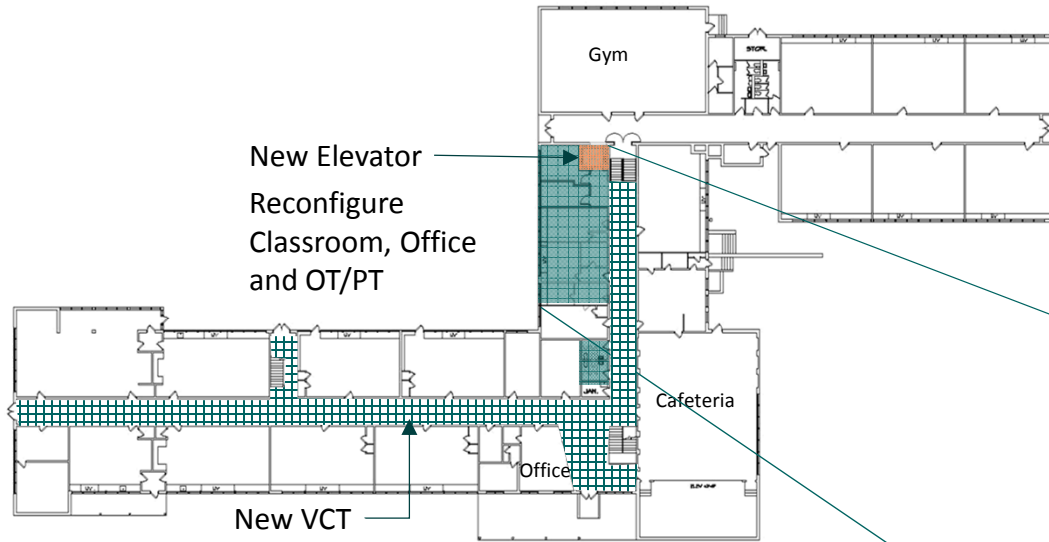 Gym
STOR.
New Elevator
Reconfigure
Classroom, Office
and OT/PT
JAN.
Cafeteria
Office
New VCT